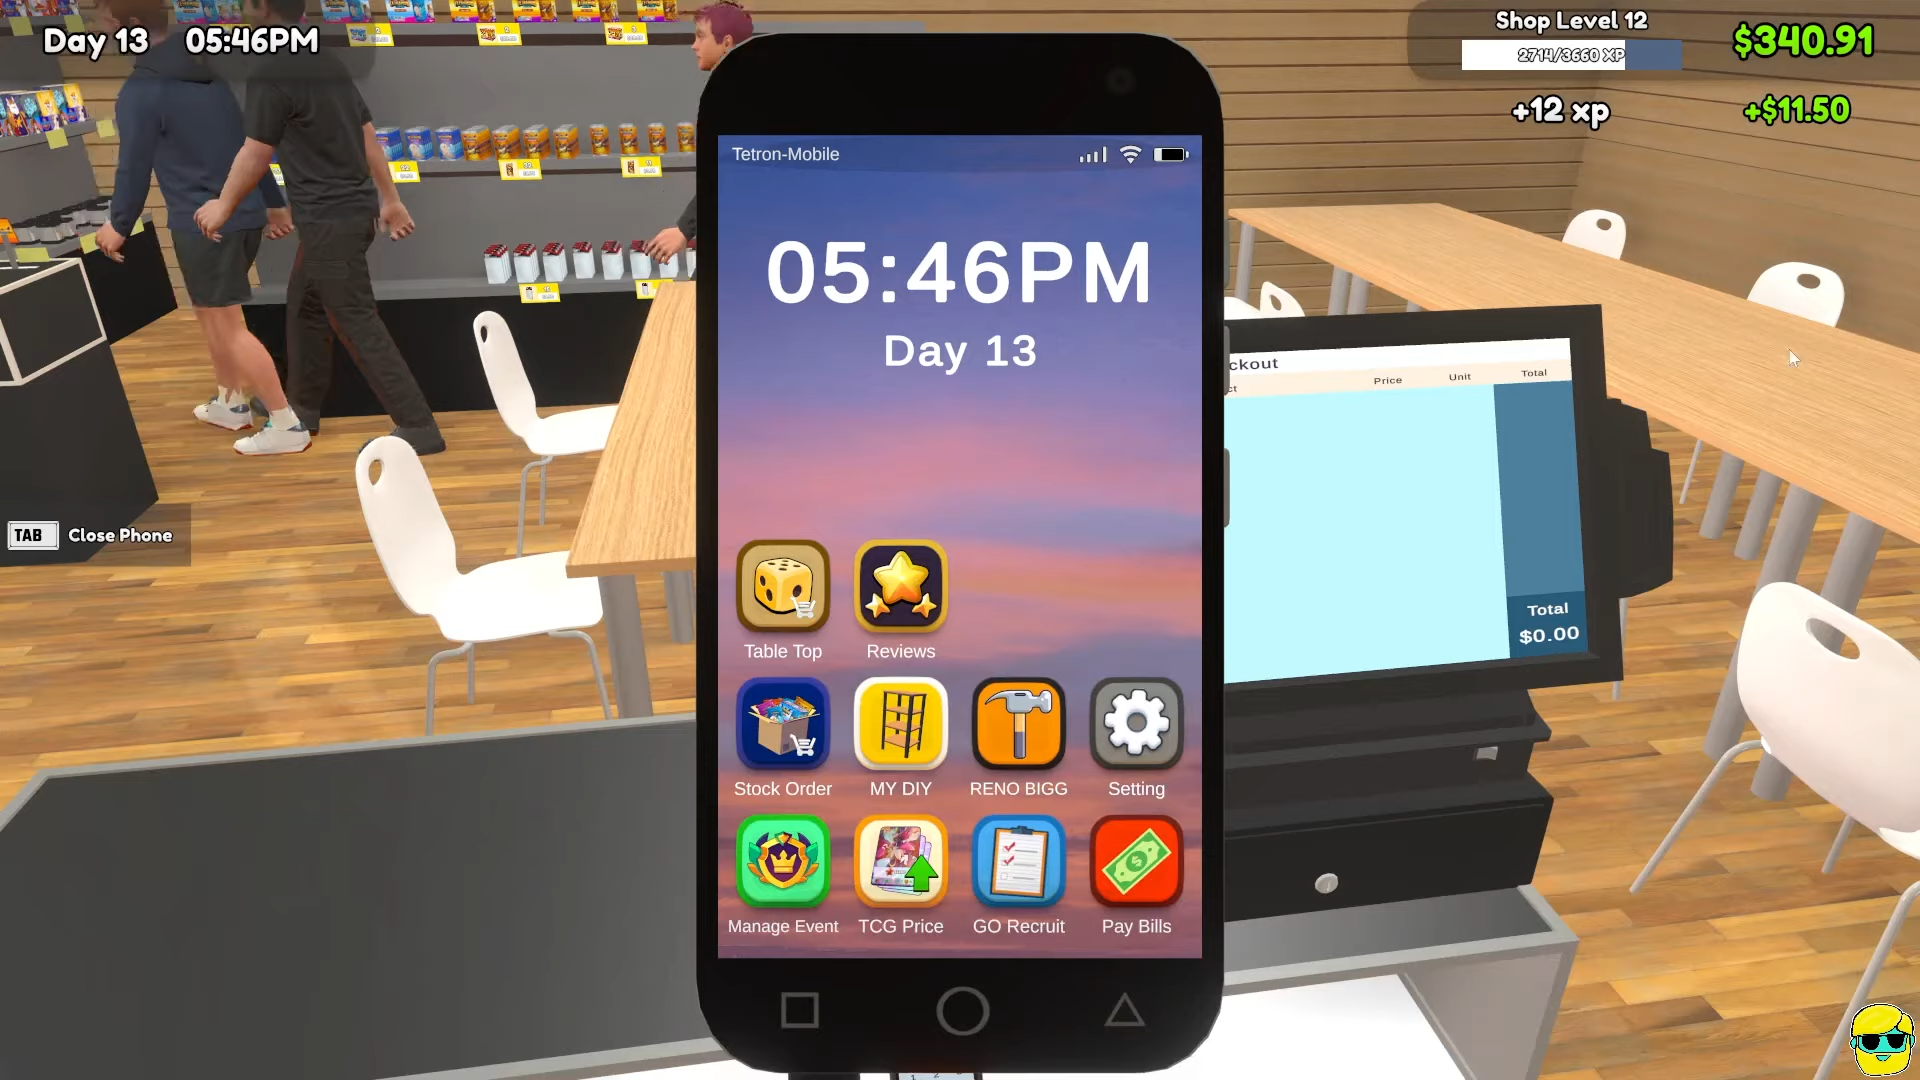 Day 13 05:46PM
Shop Level 12
2714/3660 XP
$340.91
+12 xp
+$11.50
Tetron-Mobile
05:46PM
Day 13
TAB Close Phone
Table Top
Reviews
Stock Order
MY DIY
RENO BIGG
Setting
Manage Event
TCG Price
GO Recruit
Pay Bills
ckout
ct Price Unit Total
Total
$0.00